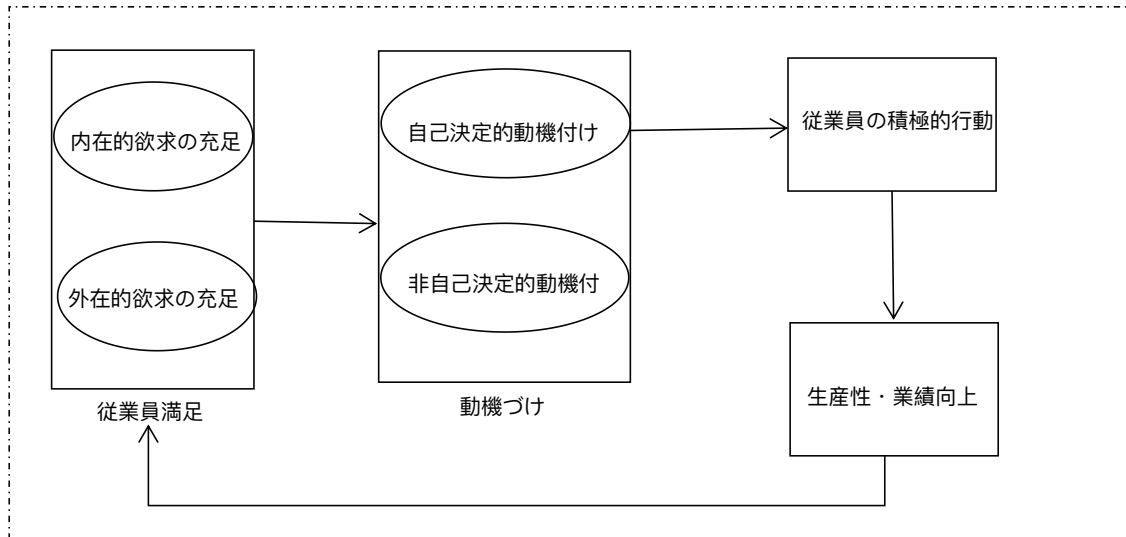 内在的欲求の充足
外在的欲求の充足
従業員満足
自己決定的動機付け
非自己決定的動機付
動機づけ
従業員の積極的行動
生産性・業績向上